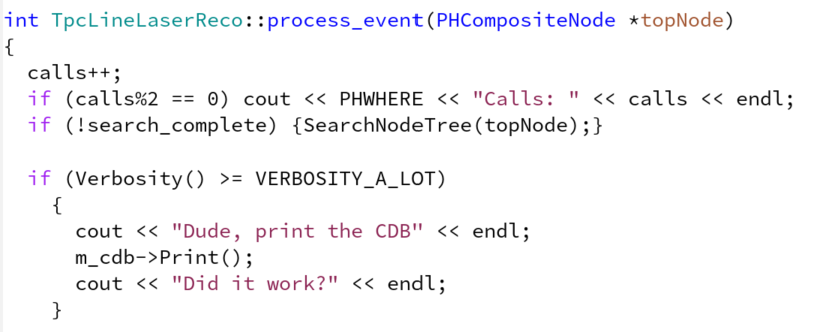 int TpcLineLaserReco::process_event(PHCompositeNode *topNode)
{
calls++;
if (calls%2 == 0) cout << PHWHERE << "Calls: " << calls << endl;
if (!search_complete) {SearchNodeTree(topNode);}
if (Verbosity() >= VERBOSITY_A_LOT)
{
cout << "Dude, print the CDB" << endl;
m_cdb->Print();
cout << "Did it work?" << endl;
}